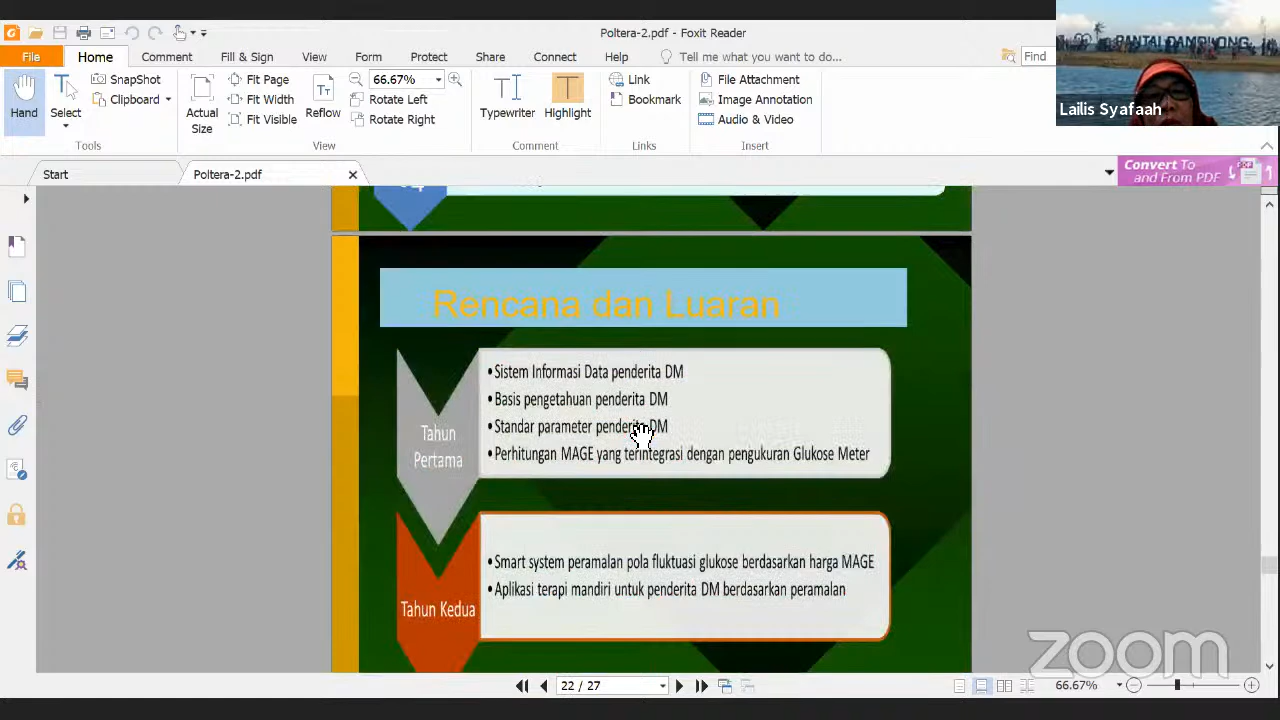 Poltera-2.pdf - Foxit Reader
File Home Comment Fill & Sign View Form Protect Share Connect Help Tell me what you want to do... Find
Hand Select SnapShot Clipboard Actual Size Fit Page Fit Width Fit Visible Reflow 66.67% Rotate Left Rotate Right Typewriter Highlight Link Bookmark File Attachment Image Annotation Audio & Video
Tools View Comment Links Insert
Lailis Syafaah
Start Poltera-2.pdf
Convert To
and From PDF
Rencana dan Luaran
Tahun
Pertama
•Sistem Informasi Data penderita DM
•Basis pengetahuan penderita DM
•Standar parameter penderita DM
•Perhitungan MAGE yang terintegrasi dengan pengukuran Glukose Meter
Tahun Kedua
•Smart system peramalan pola fluktuasi glukose berdasarkan harga MAGE
•Aplikasi terapi mandiri untuk penderita DM berdasarkan peramalan
zoom
22 / 27
66.67%